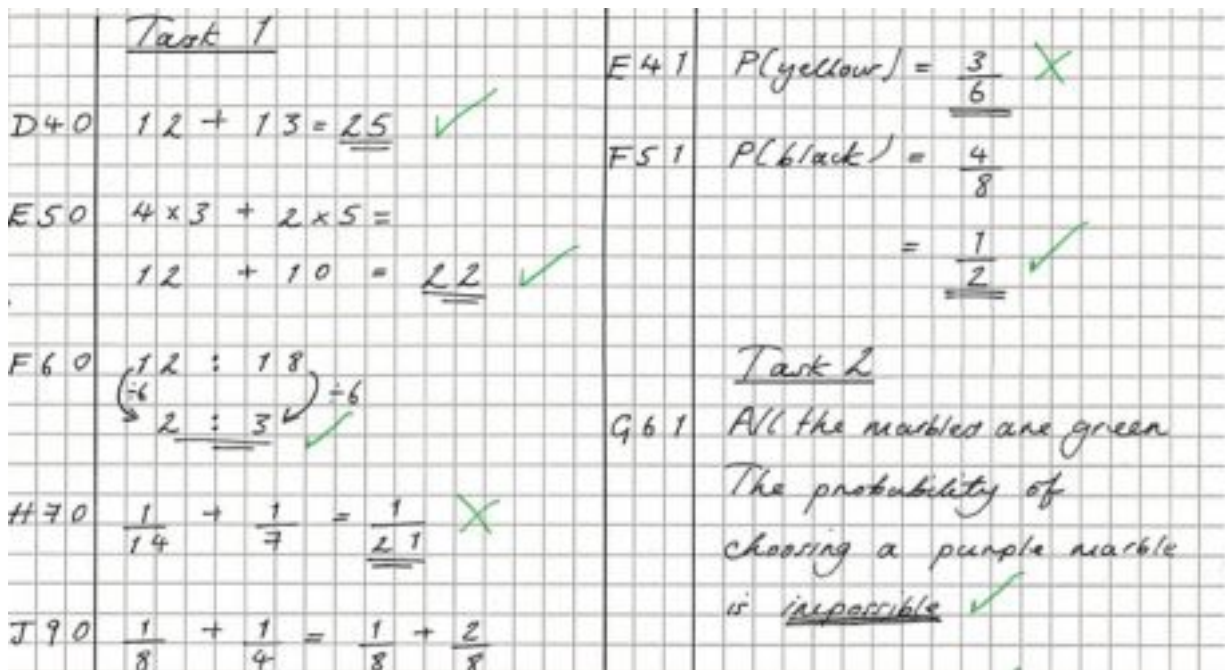 Task 1
D40 12 + 13 = 25 ✓
E50 4 × 3 + 2 × 5 =
12 + 10 = 22 ✓
F60 12 : 18
÷6 ÷6
2 : 3 ✓
H70 1/14 + 1/7 = 1/21 ✗
J90 1/8 + 1/4 = 1/8 + 2/8
E41 P(yellow) = 3/6 ✗
F51 P(black) = 4/8
= 1/2 ✓
Task 2
G61 All the marbles are green
The probability of
choosing a purple marble
is impossible ✓